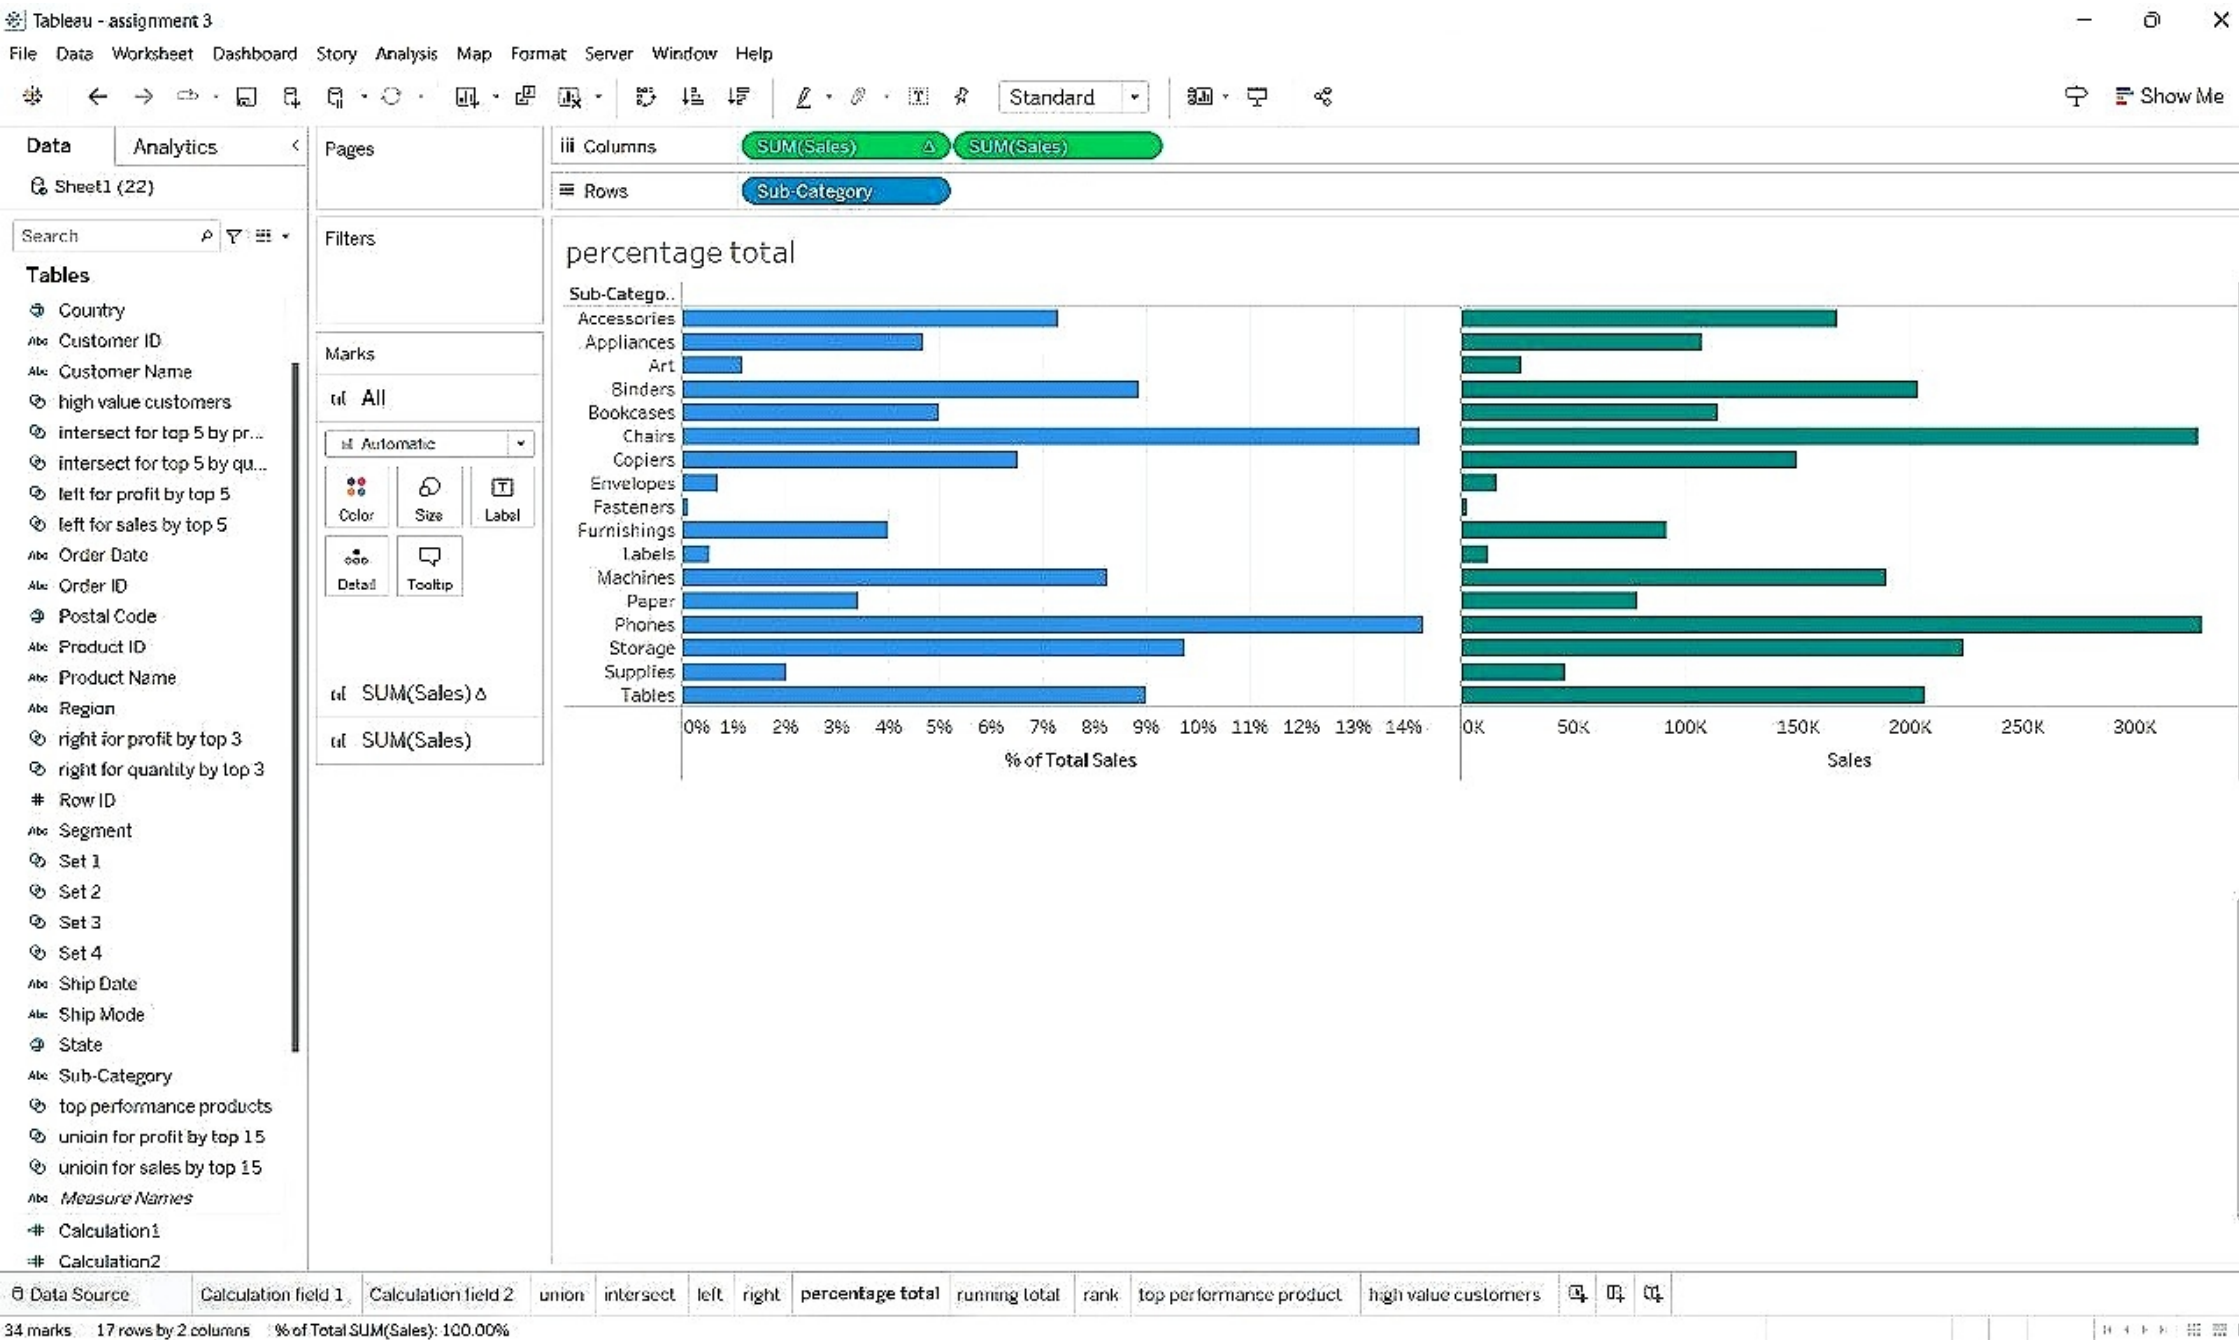 Tableau - assignment 3
File Data Worksheet Dashboard Story Analysis Map Format Server Window Help
Standard
Show Me
Data Analytics
Sheet1 (22)
Search
Tables
Country
Customer ID
Abc Customer Name
high value customers
intersect for top 5 by pr...
intersect for top 5 by qu...
left for profit by top 5
left for sales by top 5
Abc Order Date
Abc Order ID
Postal Code
Abc Product ID
Abc Product Name
Abc Region
right for profit by top 3
right for quantity by top 3
# Row ID
Abc Segment
Set 1
Set 2
Set 3
Set 4
Abc Ship Date
Abc Ship Mode
State
Abc Sub-Category
top performance products
unioin for profit by top 15
unioin for sales by top 15
Abc Measure Names
Calculation1
Calculation2
Pages
Filters
Marks
All
Automatic
Color Size Label
Detail Tooltip
SUM(Sales) Δ
SUM(Sales)
Columns SUM(Sales) Δ SUM(Sales)
Rows Sub-Category
percentage total
Sub-Catego..
Accessories
Appliances
Art
Binders
Bookcases
Chairs
Copiers
Envelopes
Fasteners
Furnishings
Labels
Machines
Paper
Phones
Storage
Supplies
Tables
0% 1% 2% 3% 4% 5% 6% 7% 8% 9% 10% 11% 12% 13% 14%
% of Total Sales
0K 50K 100K 150K 200K 250K 300K
Sales
Data Source Calculation field 1 Calculation field 2 union intersect left right percentage total running total rank top performance product high value customers
34 marks 17 rows by 2 columns % of Total SUM(Sales): 100.00%